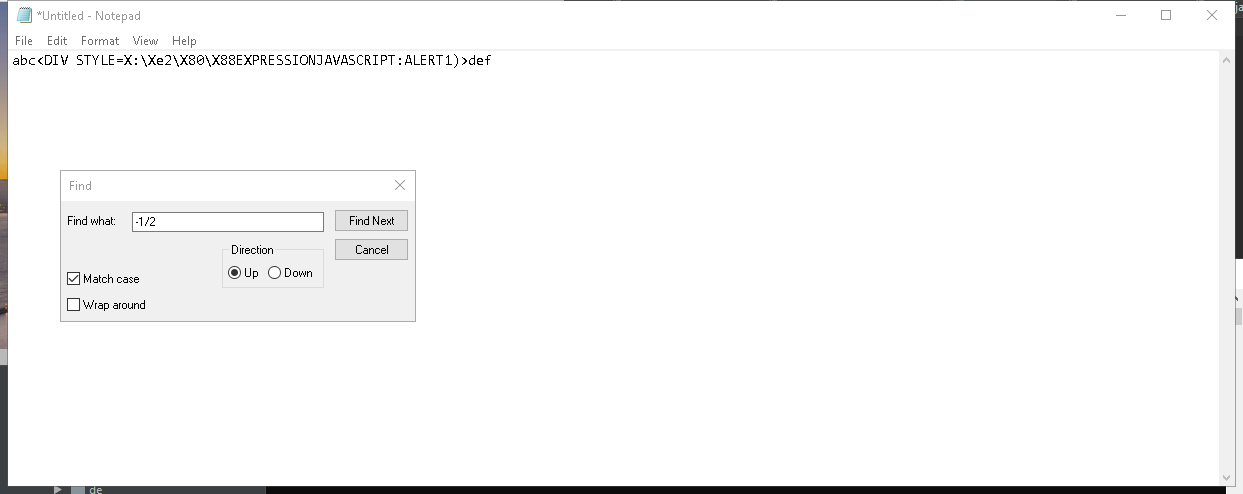 *Untitled - Notepad
File Edit Format View Help
abc<DIV STYLE=X:\Xe2\X80\X88EXPRESSIONJAVASCRIPT:ALERT1)>def
Find
Find what: -1/2 Find Next
Direction Cancel
Up Down
Match case
Wrap around
de